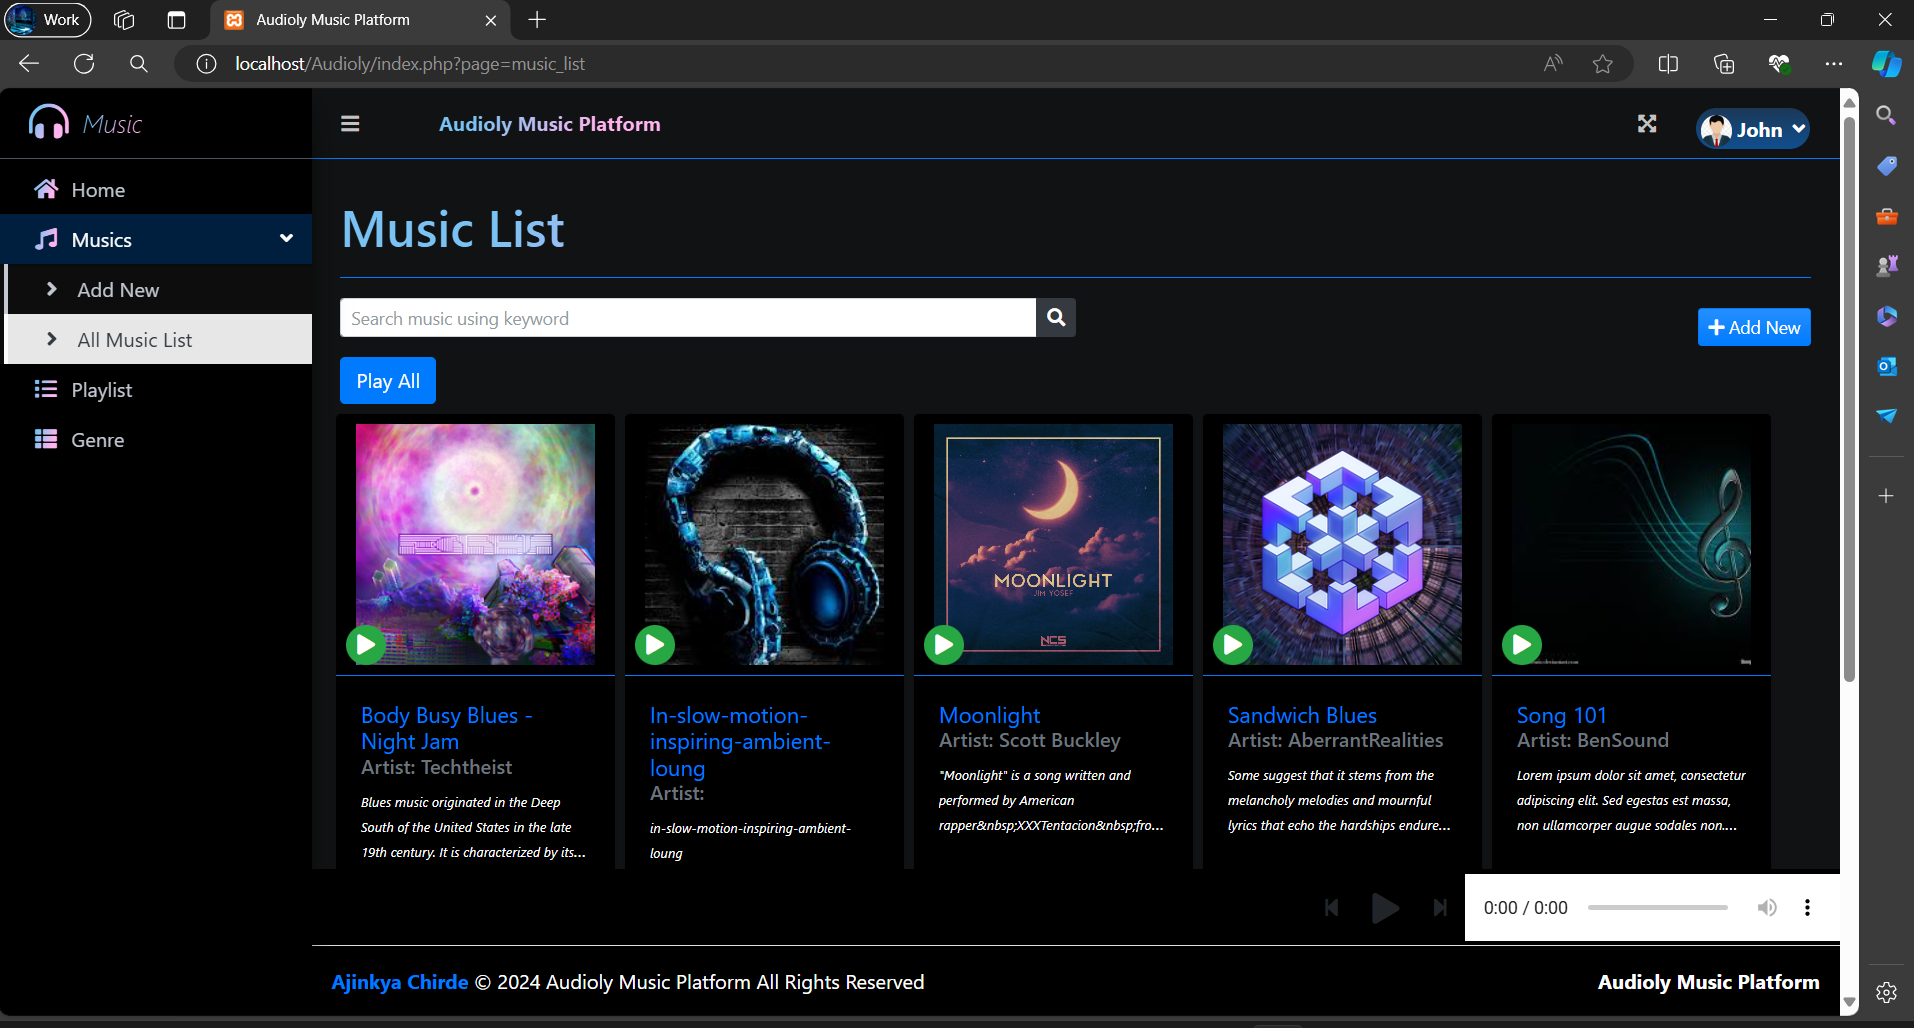 Work
Audioly Music Platform
localhost/Audioly/index.php?page=music_list
Music
Audioly Music Platform
John
Home
Musics
Add New
All Music List
Playlist
Genre
Music List
Search music using keyword
Add New
Play All
MOONLIGHT
JIM YOSEF
NCS
Body Busy Blues -
Night Jam
Artist: Techtheist
Blues music originated in the Deep
South of the United States in the late
19th century. It is characterized by its...
In-slow-motion-
inspiring-ambient-
loung
Artist:
in-slow-motion-inspiring-ambient-
loung
Moonlight
Artist: Scott Buckley
"Moonlight" is a song written and
performed by American
rapper&nbsp;XXXTentacion&nbsp;fro...
Sandwich Blues
Artist: AberrantRealities
Some suggest that it stems from the
melancholy melodies and mournful
lyrics that echo the hardships endure...
Song 101
Artist: BenSound
Lorem ipsum dolor sit amet, consectetur
adipiscing elit. Sed egestas est massa,
non ullamcorper augue sodales non....
0:00 / 0:00
Ajinkya Chirde © 2024 Audioly Music Platform All Rights Reserved
Audioly Music Platform